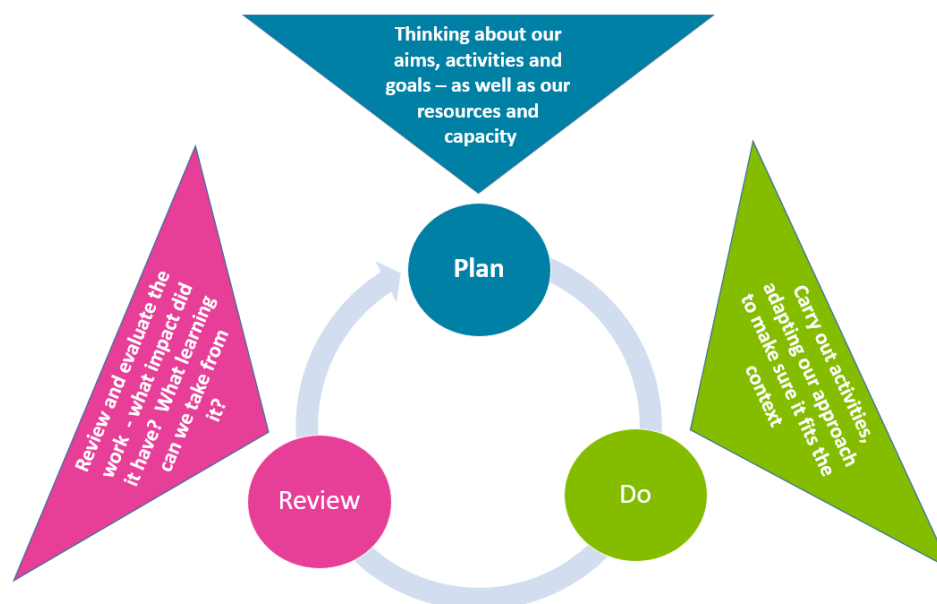 Thinking about our
aims, activities and
goals – as well as our
resources and
capacity
Plan
Carry out activities,
adapting our approach
to make sure it fits the
context
Do
Review and evaluate the
work - what impact did
it have? What learning
can we take from
it?
Review